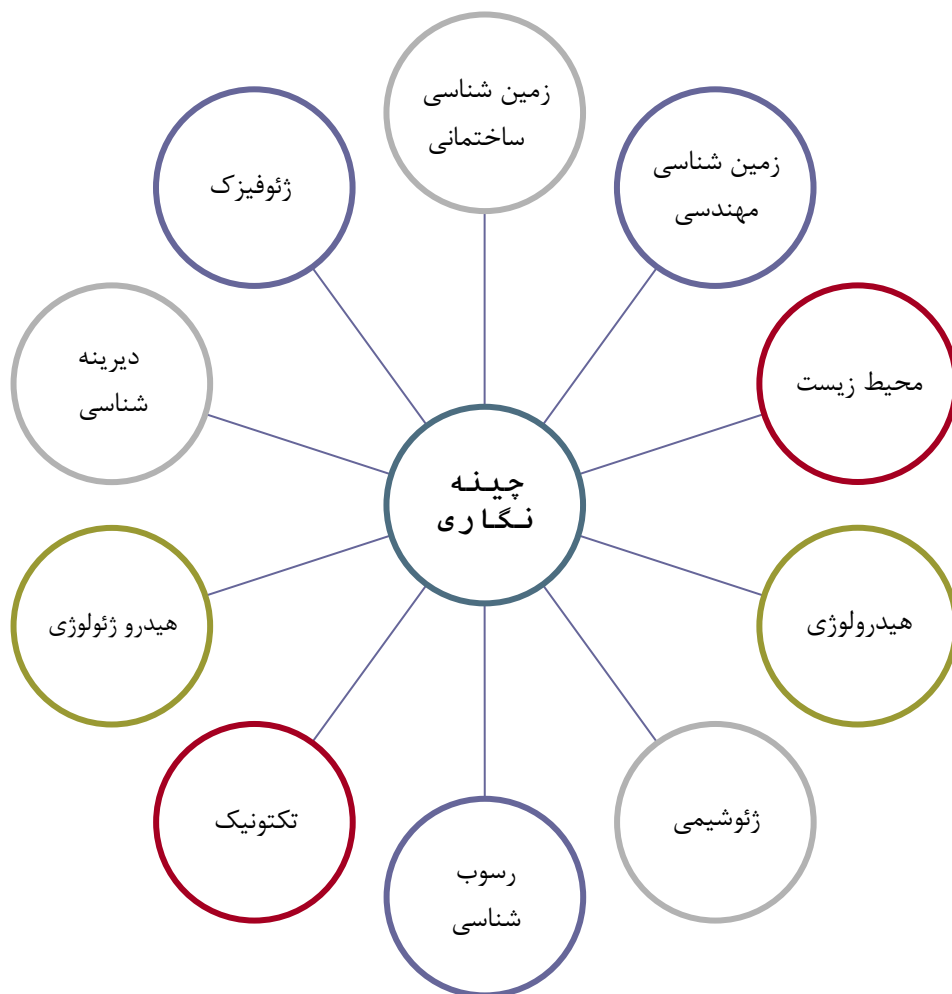 زمین شناسی
ساختمانی
زمین شناسی
مهندسی
ژئوفیزک
محیط زیست
دیرینه
شناسی
چینه
نگاری
هیدرولوژی
هیدرو ژئولوژی
ژئوشیمی
تکتونیک
رسوب
شناسی